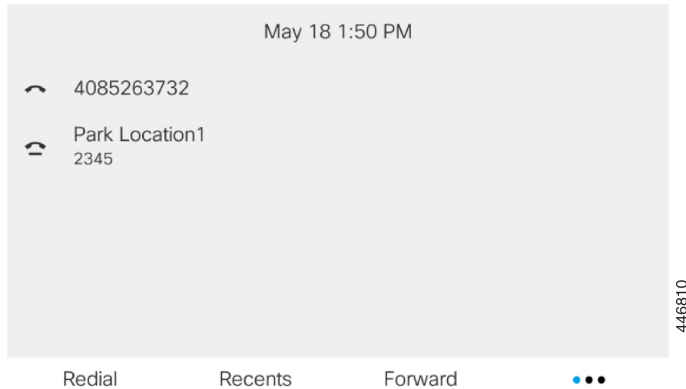 May 18 1:50 PM
4085263732
Park Location1
2345
446810
Redial Recents Forward